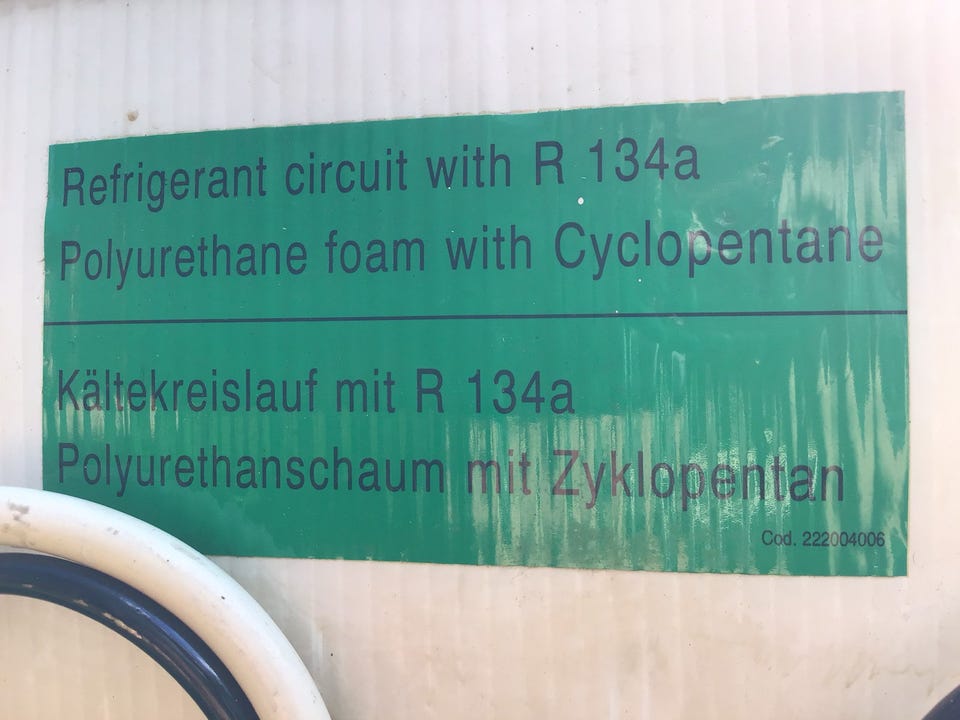 Refrigerant circuit with R 134a
Polyurethane foam with Cyclopentane
Kältekreislauf mit R 134a
Polyurethanschaum mit Zyklopentan
Cod. 222004006